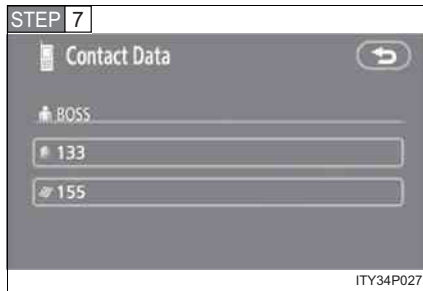 STEP 7
Contact Data
BOSS
133
155
ITY34P027